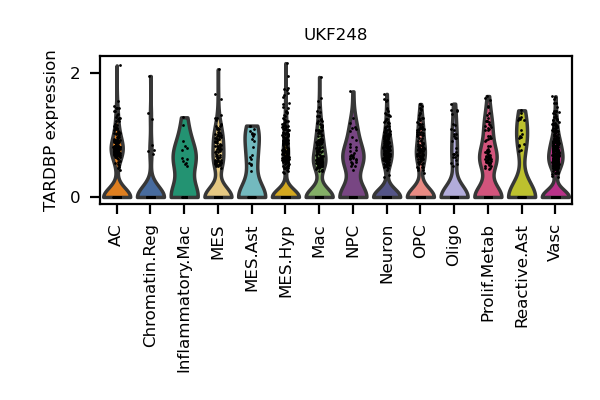 UKF248
TARDBP expression
2
0
AC
Chromatin.Reg
Inflammatory.Mac
MES
MES.Ast
MES.Hyp
Mac
NPC
Neuron
OPC
Oligo
Prolif.Metab
Reactive.Ast
Vasc